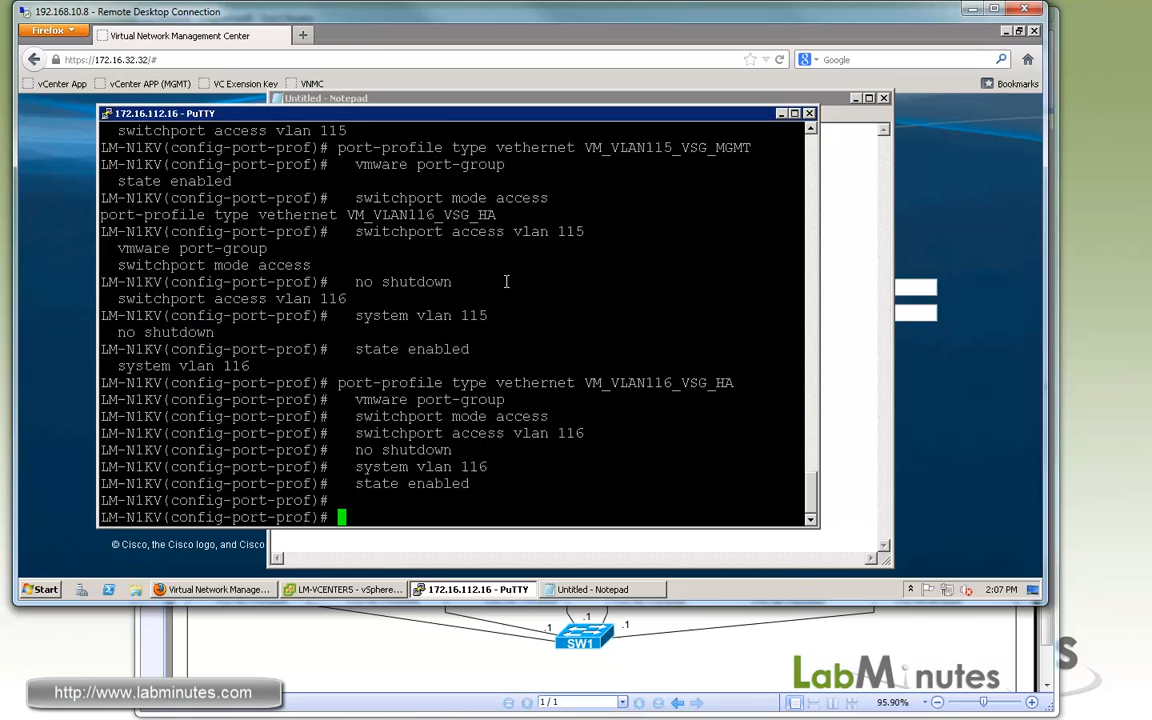 192.168.10.8 - Remote Desktop Connection
Firefox
Virtual Network Management Center
https://172.16.32.32/#
Google
vCenter App
vCenter APP (MGMT)
VC Exension Key
VNMC
Bookmarks
Untitled - Notepad
172.16.112.16 - PuTTY
switchport access vlan 115
LM-N1KV(config-port-prof)# port-profile type vethernet VM_VLAN115_VSG_MGMT
LM-N1KV(config-port-prof)#   vmware port-group
state enabled
LM-N1KV(config-port-prof)#   switchport mode access
port-profile type vethernet VM_VLAN116_VSG_HA
LM-N1KV(config-port-prof)#   switchport access vlan 115
vmware port-group
switchport mode access
LM-N1KV(config-port-prof)#   no shutdown
switchport access vlan 116
LM-N1KV(config-port-prof)#   system vlan 115
no shutdown
LM-N1KV(config-port-prof)#   state enabled
system vlan 116
LM-N1KV(config-port-prof)# port-profile type vethernet VM_VLAN116_VSG_HA
LM-N1KV(config-port-prof)#   vmware port-group
LM-N1KV(config-port-prof)#   switchport mode access
LM-N1KV(config-port-prof)#   switchport access vlan 116
LM-N1KV(config-port-prof)#   no shutdown
LM-N1KV(config-port-prof)#   system vlan 116
LM-N1KV(config-port-prof)#   state enabled
LM-N1KV(config-port-prof)#
LM-N1KV(config-port-prof)#
© Cisco, the Cisco logo, and Cisco
Start
Virtual Network Manage...
LM-VCENTER5 - vSphere...
172.16.112.16 - PuTTY
Untitled - Notepad
2:07 PM
.1
.1
.1
SW1
LabMinutes
http://www.labminutes.com
1 / 1
95.90%